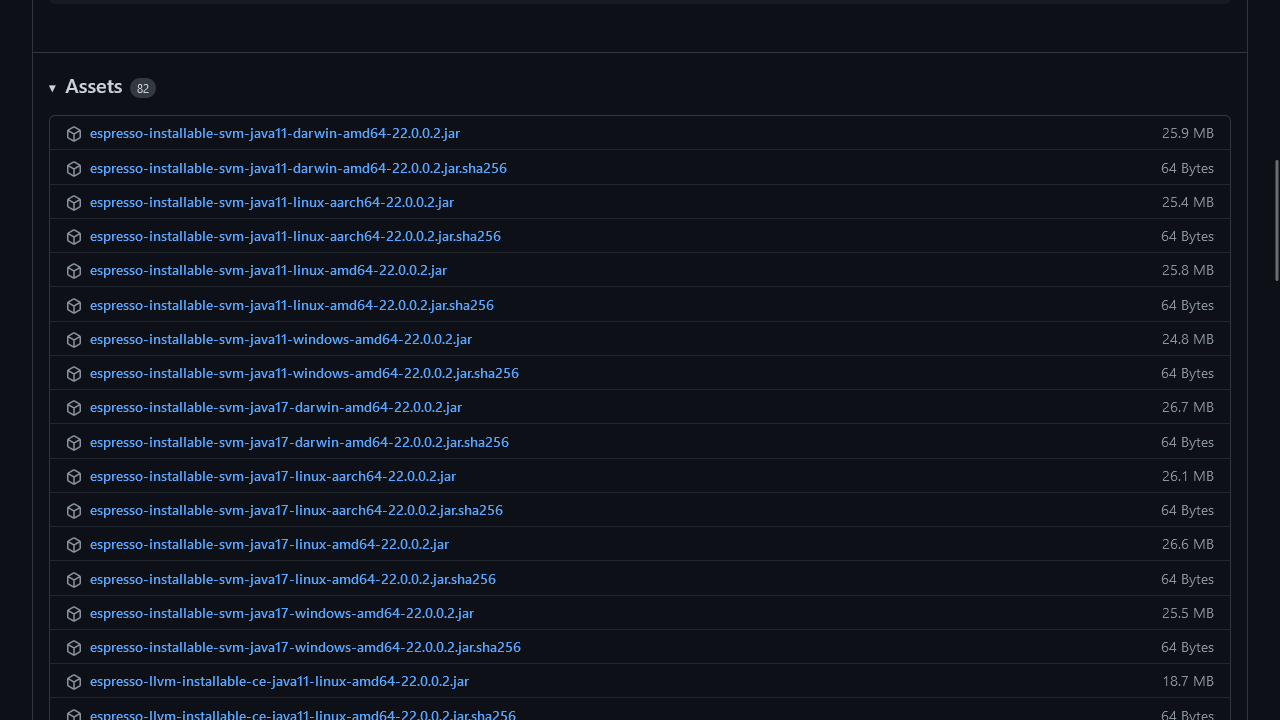 ▾ Assets 82
espresso-installable-svm-java11-darwin-amd64-22.0.0.2.jar 25.9 MB
espresso-installable-svm-java11-darwin-amd64-22.0.0.2.jar.sha256 64 Bytes
espresso-installable-svm-java11-linux-aarch64-22.0.0.2.jar 25.4 MB
espresso-installable-svm-java11-linux-aarch64-22.0.0.2.jar.sha256 64 Bytes
espresso-installable-svm-java11-linux-amd64-22.0.0.2.jar 25.8 MB
espresso-installable-svm-java11-linux-amd64-22.0.0.2.jar.sha256 64 Bytes
espresso-installable-svm-java11-windows-amd64-22.0.0.2.jar 24.8 MB
espresso-installable-svm-java11-windows-amd64-22.0.0.2.jar.sha256 64 Bytes
espresso-installable-svm-java17-darwin-amd64-22.0.0.2.jar 26.7 MB
espresso-installable-svm-java17-darwin-amd64-22.0.0.2.jar.sha256 64 Bytes
espresso-installable-svm-java17-linux-aarch64-22.0.0.2.jar 26.1 MB
espresso-installable-svm-java17-linux-aarch64-22.0.0.2.jar.sha256 64 Bytes
espresso-installable-svm-java17-linux-amd64-22.0.0.2.jar 26.6 MB
espresso-installable-svm-java17-linux-amd64-22.0.0.2.jar.sha256 64 Bytes
espresso-installable-svm-java17-windows-amd64-22.0.0.2.jar 25.5 MB
espresso-installable-svm-java17-windows-amd64-22.0.0.2.jar.sha256 64 Bytes
espresso-llvm-installable-ce-java11-linux-amd64-22.0.0.2.jar 18.7 MB
espresso-llvm-installable-ce-java11-linux-amd64-22.0.0.2.jar.sha256 64 Bytes